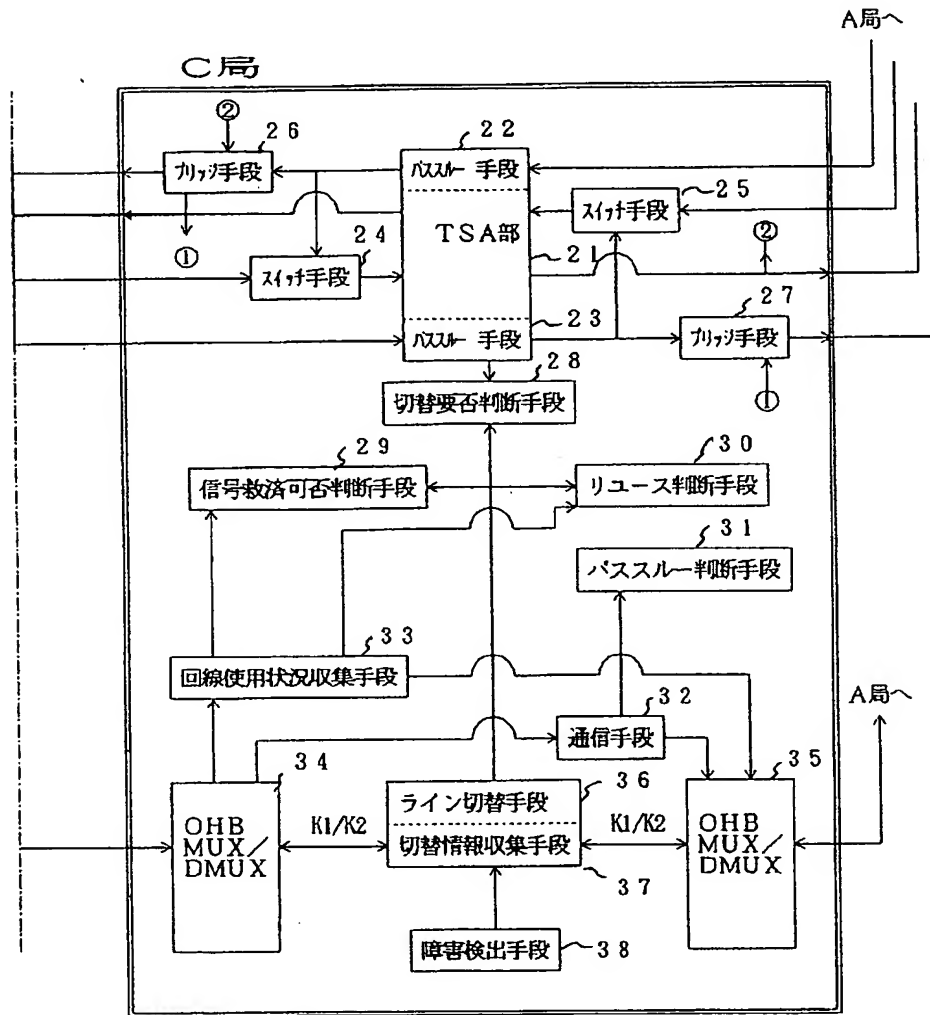 A局へ
C局
②
26
22
ブリッジ手段
パススルー 手段
25
スイッチ手段
①
24
TSA部
②
スイッチ手段
21
27
23
パススルー 手段
ブリッジ手段
28
切替要否判断手段
①
29
30
信号救済可否判断手段
リユース判断手段
31
パススルー判断手段
33
回線使用状況収集手段
A局へ
32
通信手段
34
35
36
OHB
MUX/
DMUX
K1/K2
ライン切替手段
切替情報収集手段
K1/K2
OHB
MUX/
DMUX
37
障害検出手段
38